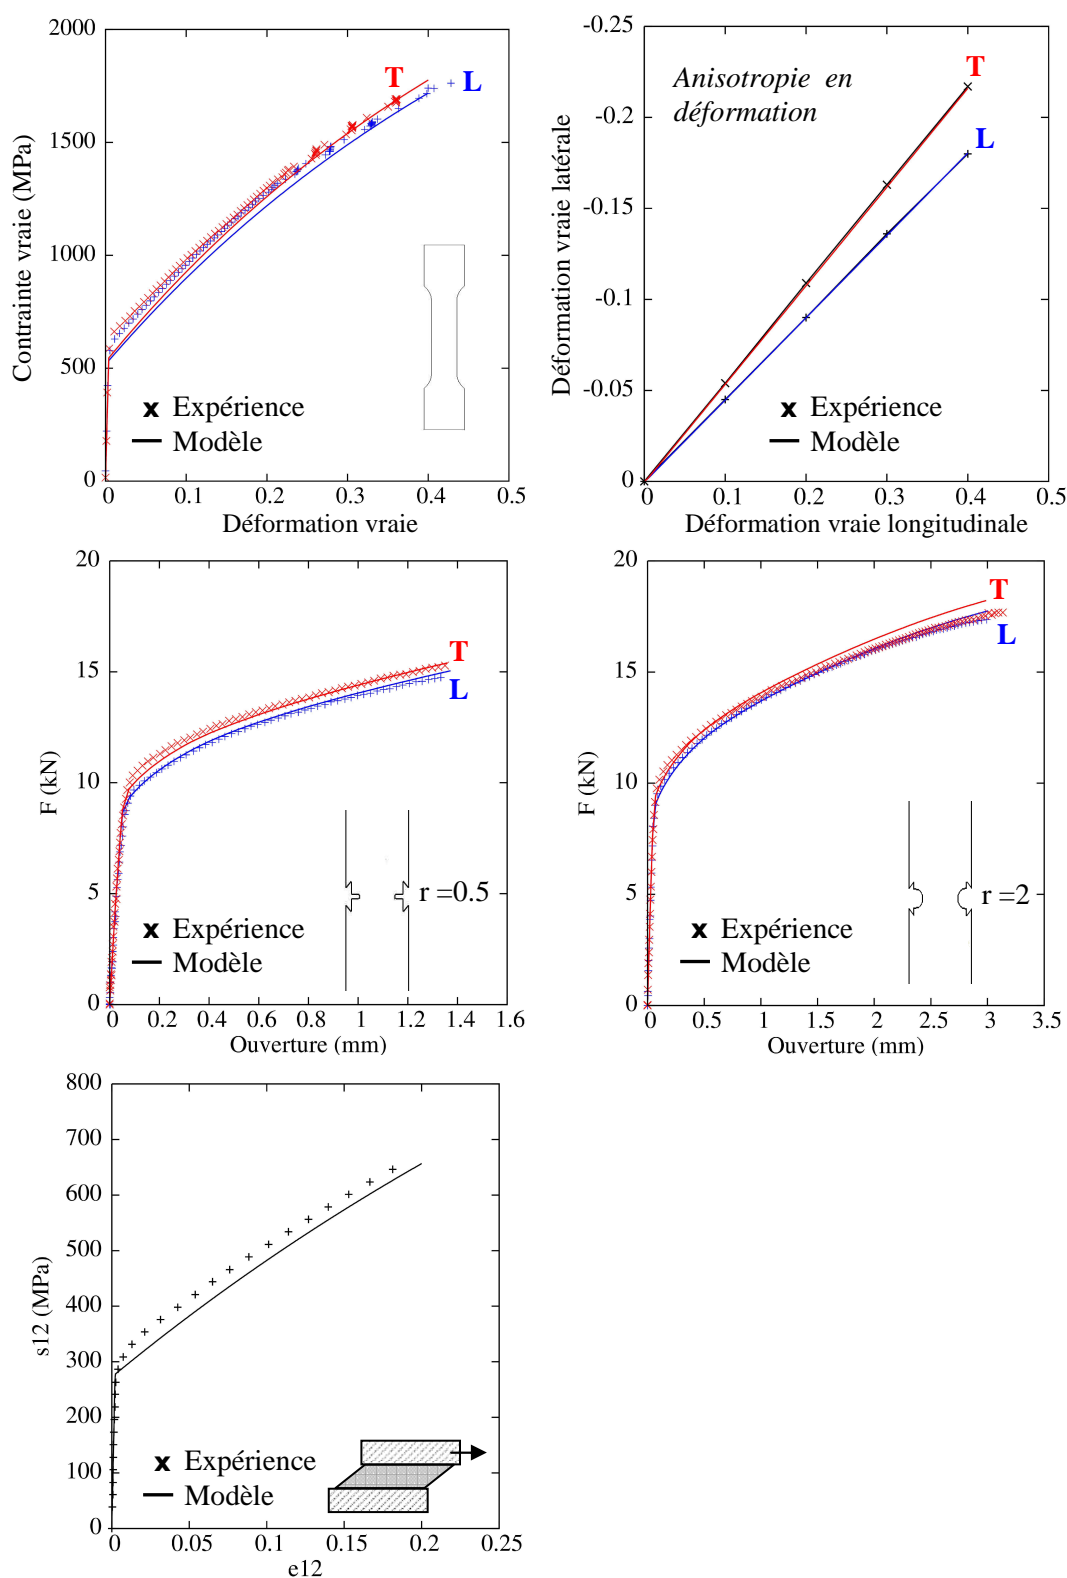 2000
1500
1000
500
0
Contrainte vraie (MPa)
T
L
x Expérience
Modèle
0 0.1 0.2 0.3 0.4 0.5
Déformation vraie
-0.25
-0.2
-0.15
-0.1
-0.05
0
Déformation vraie latérale
Anisotropie en
déformation
T
L
x Expérience
Modèle
0 0.1 0.2 0.3 0.4 0.5
Déformation vraie longitudinale
20
15
10
5
0
F (kN)
T
L
r =0.5
x Expérience
Modèle
0 0.2 0.4 0.6 0.8 1 1.2 1.4 1.6
Ouverture (mm)
20
15
10
5
0
F (kN)
T
L
r =2
x Expérience
Modèle
0 0.5 1 1.5 2 2.5 3 3.5
Ouverture (mm)
800
700
600
500
400
300
200
100
0
s12 (MPa)
x Expérience
Modèle
0 0.05 0.1 0.15 0.2 0.25
e12